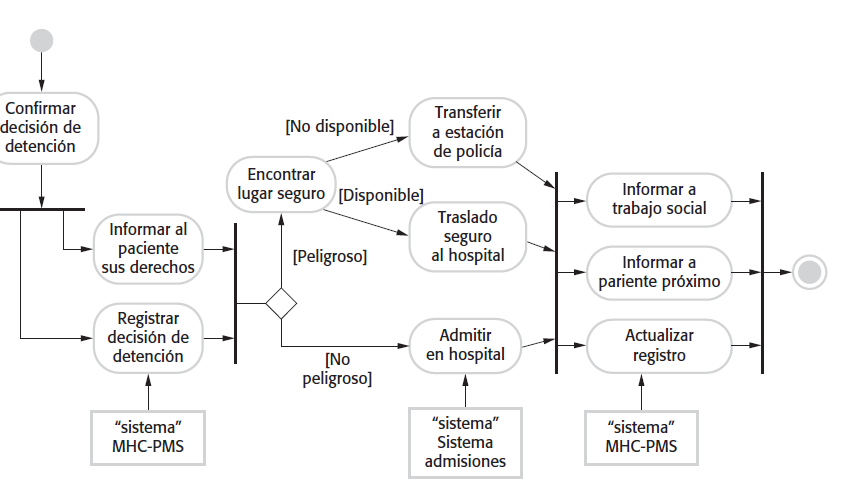 Confirmar
decisión de
detención
Informar al
paciente
sus derechos
Registrar
decisión de
detención
“sistema”
MHC-PMS
Encontrar
lugar seguro
[No disponible]
[Disponible]
[Peligroso]
[No
peligroso]
Transferir
a estación
de policía
Traslado
seguro
al hospital
Admitir
en hospital
“sistema”
Sistema
admisiones
Informar a
trabajo social
Informar a
pariente próximo
Actualizar
registro
“sistema”
MHC-PMS